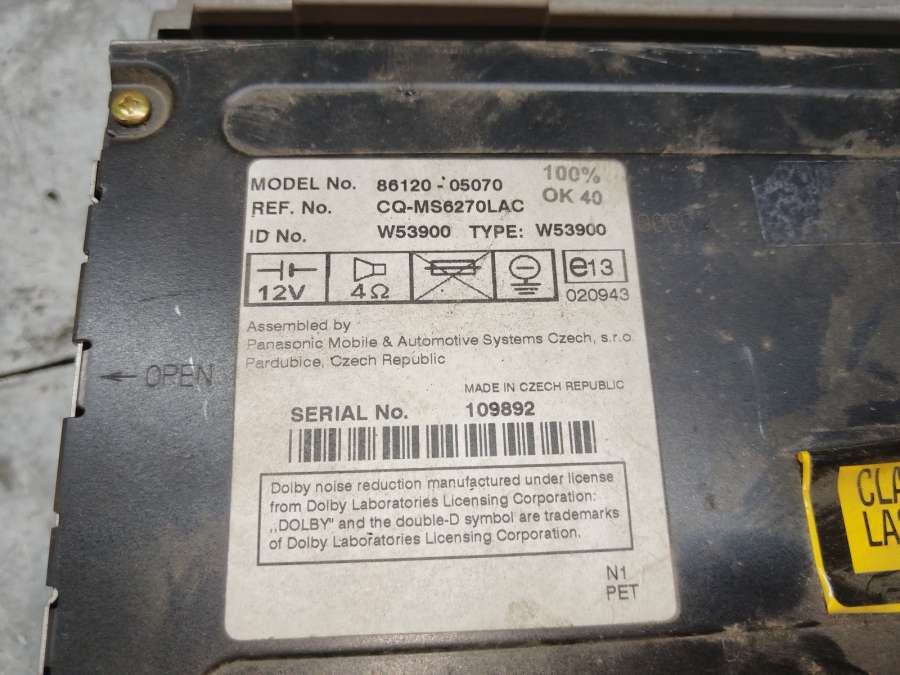 MODEL No. 86120 - 05070
100%
OK 40
REF. No. CQ-MS6270LAC
ID No. W53900 TYPE: W53900
12V 4Ω e13
020943
Assembled by
Panasonic Mobile & Automotive Systems Czech, s.r.o
Pardubice, Czech Republic
MADE IN CZECH REPUBLIC
SERIAL No. 109892
Dolby noise reduction manufactured under license
from Dolby Laboratories Licensing Corporation:
„DOLBY" and the double-D symbol are trademarks
of Dolby Laboratories Licensing Corporation.
N1
PET
← OPEN
CLA
LAS